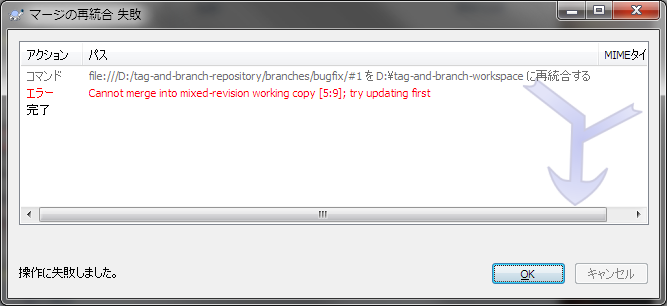 マージの再統合 失敗
アクション パス MIMEタイ
コマンド file:///D:/tag-and-branch-repository/branches/bugfix/#1 を D:¥tag-and-branch-workspace に再統合する
エラー Cannot merge into mixed-revision working copy [5:9]; try updating first
完了
操作に失敗しました。
OK キャンセル